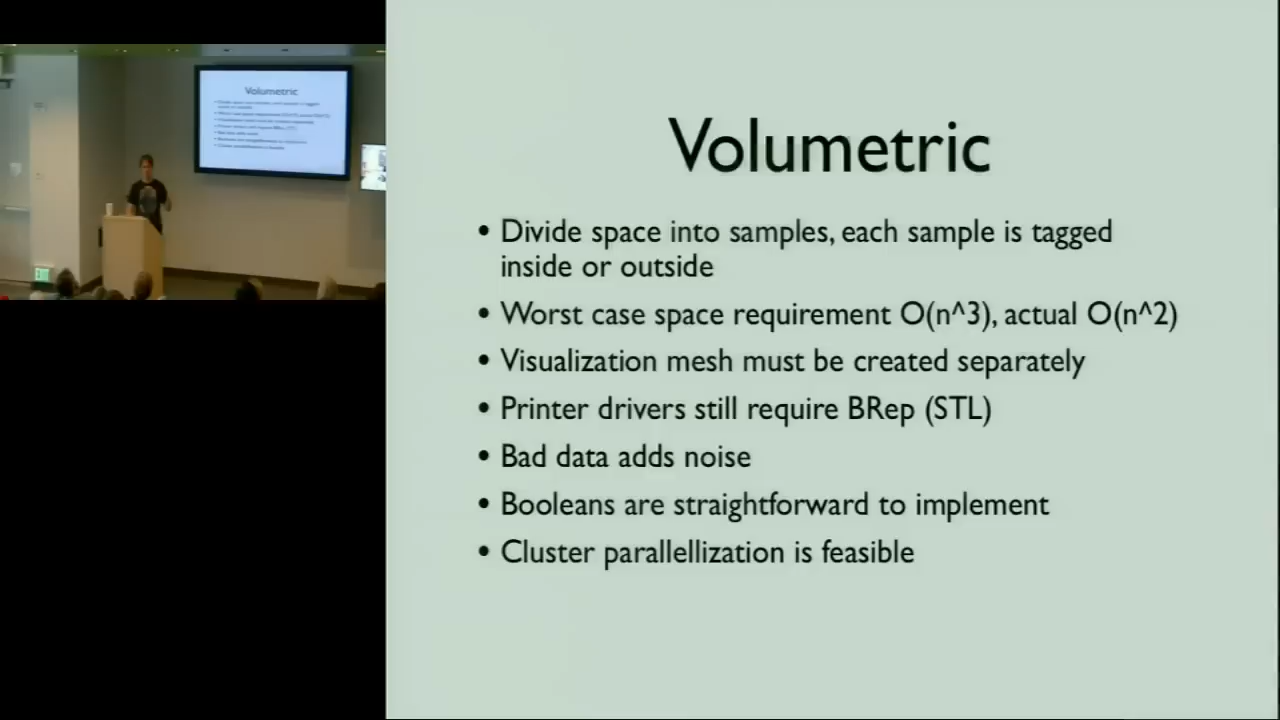 Volumetric
• Divide space into samples, each sample is tagged
inside or outside
• Worst case space requirement O(n^3), actual O(n^2)
• Visualization mesh must be created separately
• Printer drivers still require BRep (STL)
• Bad data adds noise
• Booleans are straightforward to implement
• Cluster parallellization is feasible
Volumetric